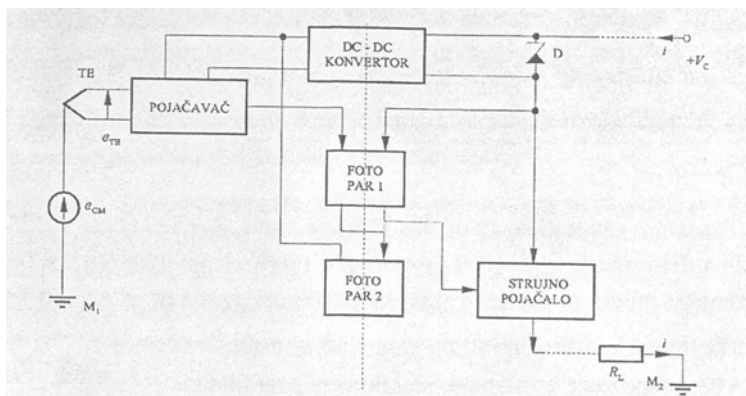 DC - DC
KONVERTOR
D
i
+V_C
TE
POJAČAVAČ
e_TE
FOTO
PAR 1
e_CM
FOTO
PAR 2
STRUJNO
POJAČALO
M_1
i
R_L
M_2